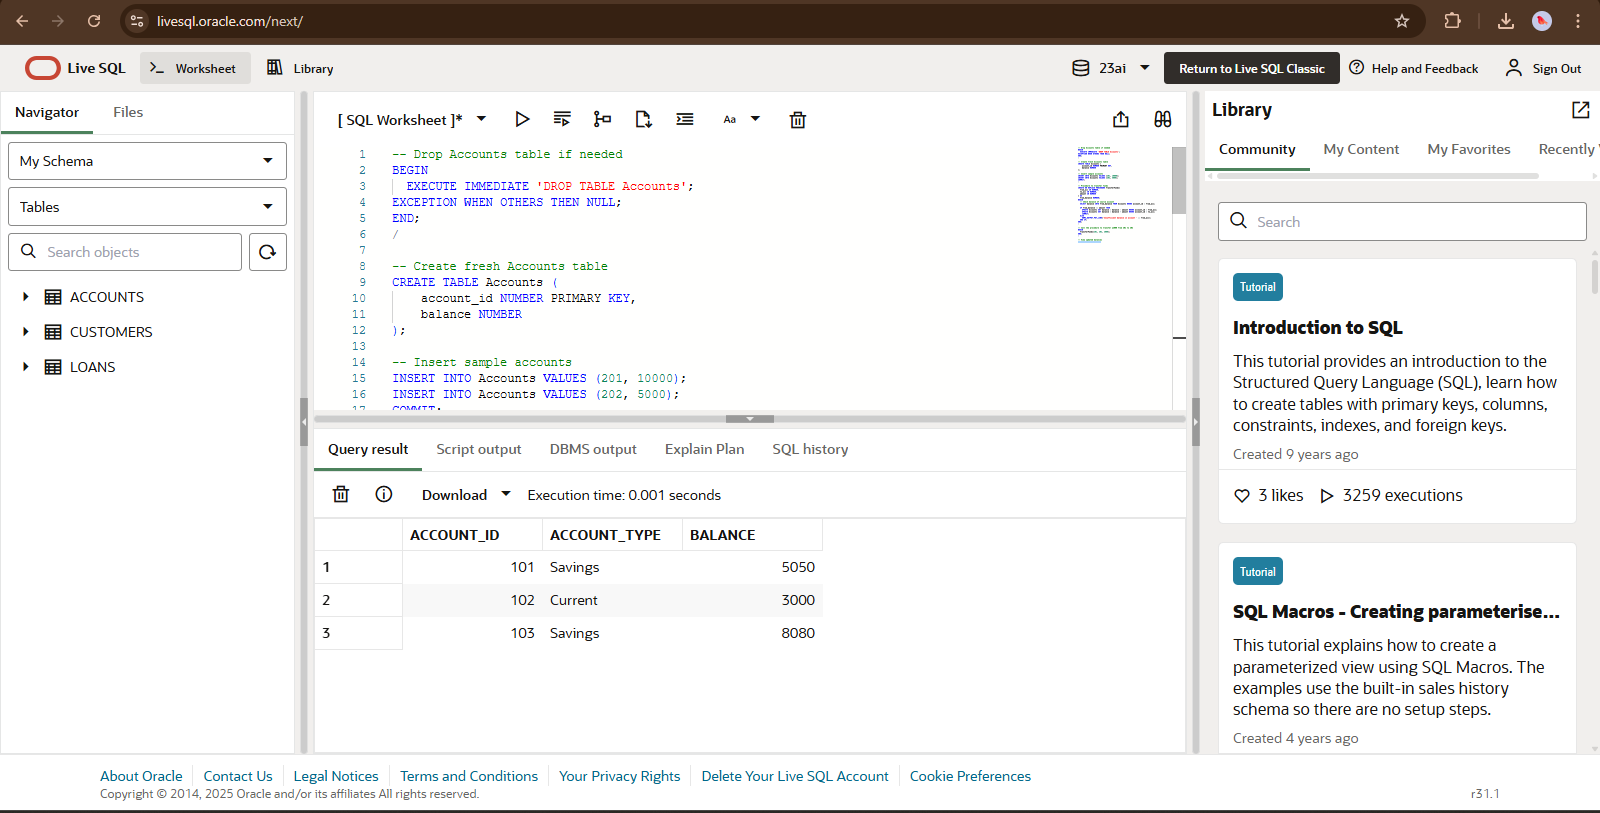 livesql.oracle.com/next/
Live SQL
Worksheet
Library
23ai
Return to Live SQL Classic
Help and Feedback
Sign Out
Navigator
Files
My Schema
Tables
Search objects
ACCOUNTS
CUSTOMERS
LOANS
[ SQL Worksheet ]*
Aa
1 -- Drop Accounts table if needed
2 BEGIN
3 EXECUTE IMMEDIATE 'DROP TABLE Accounts';
4 EXCEPTION WHEN OTHERS THEN NULL;
5 END;
6 /
7
8 -- Create fresh Accounts table
9 CREATE TABLE Accounts (
10 account_id NUMBER PRIMARY KEY,
11 balance NUMBER
12 );
13
14 -- Insert sample accounts
15 INSERT INTO Accounts VALUES (201, 10000);
16 INSERT INTO Accounts VALUES (202, 5000);
17 COMMIT;
Query result
Script output
DBMS output
Explain Plan
SQL history
Download
Execution time: 0.001 seconds
ACCOUNT_ID ACCOUNT_TYPE BALANCE
1 101 Savings 5050
2 102 Current 3000
3 103 Savings 8080
Library
Community
My Content
My Favorites
Recently
Search
Tutorial
Introduction to SQL
This tutorial provides an introduction to the
Structured Query Language (SQL), learn how
to create tables with primary keys, columns,
constraints, indexes, and foreign keys.
Created 9 years ago
3 likes
3259 executions
Tutorial
SQL Macros - Creating parameterise...
This tutorial explains how to create a
parameterized view using SQL Macros. The
examples use the built-in sales history
schema so there are no setup steps.
Created 4 years ago
About Oracle
Contact Us
Legal Notices
Terms and Conditions
Your Privacy Rights
Delete Your Live SQL Account
Cookie Preferences
Copyright © 2014, 2025 Oracle and/or its affiliates All rights reserved.
r31.1